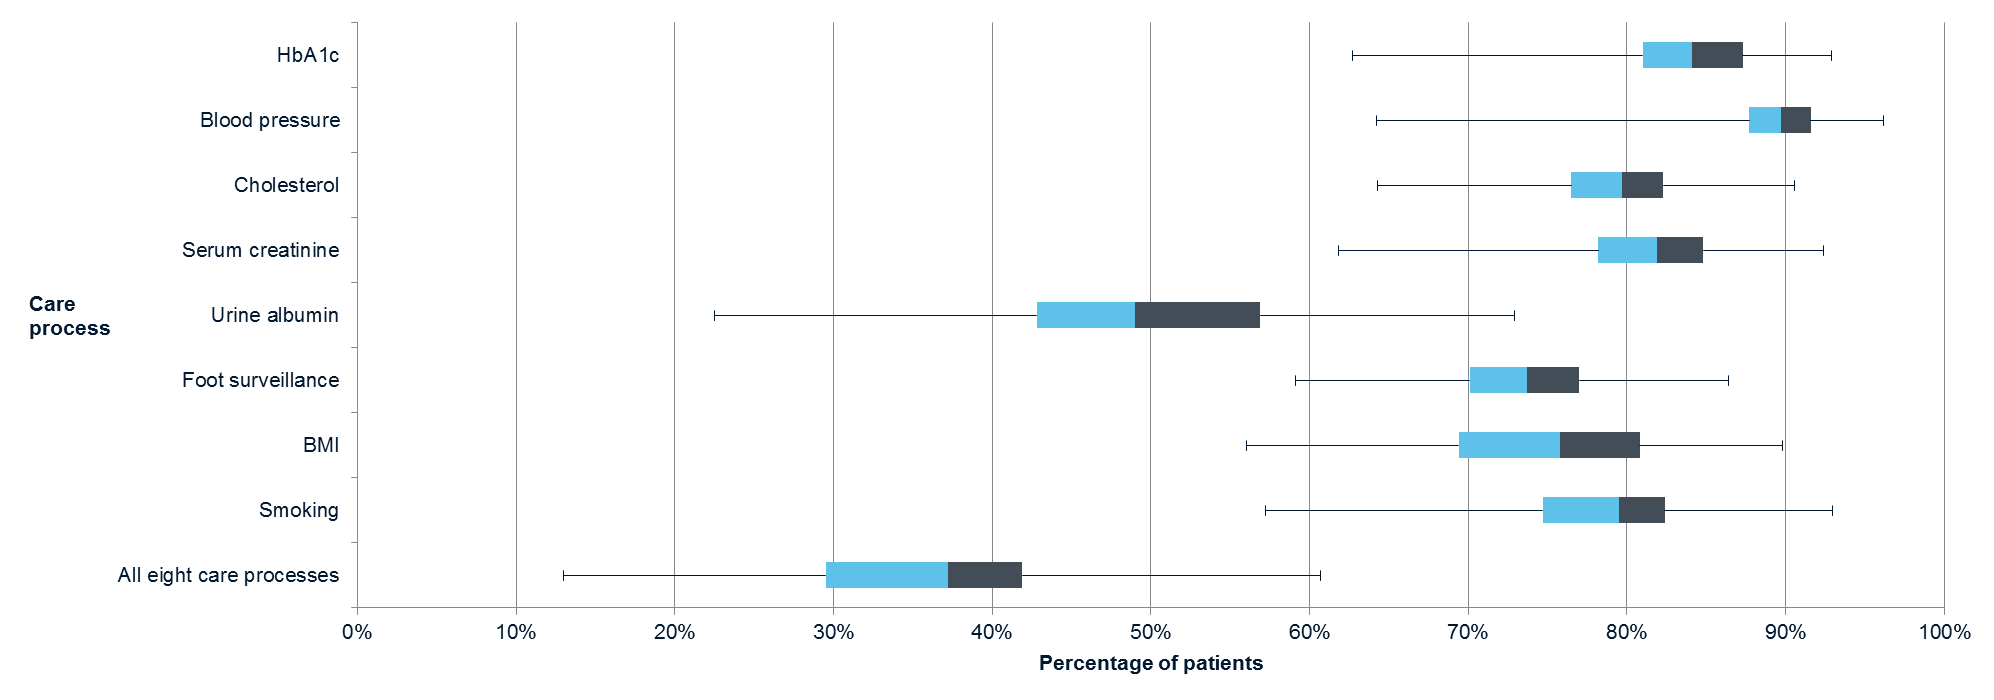 HbA1c
Blood pressure
Cholesterol
Serum creatinine
Care
process
Urine albumin
Foot surveillance
BMI
Smoking
All eight care processes
0% 10% 20% 30% 40% 50% 60% 70% 80% 90% 100%
Percentage of patients